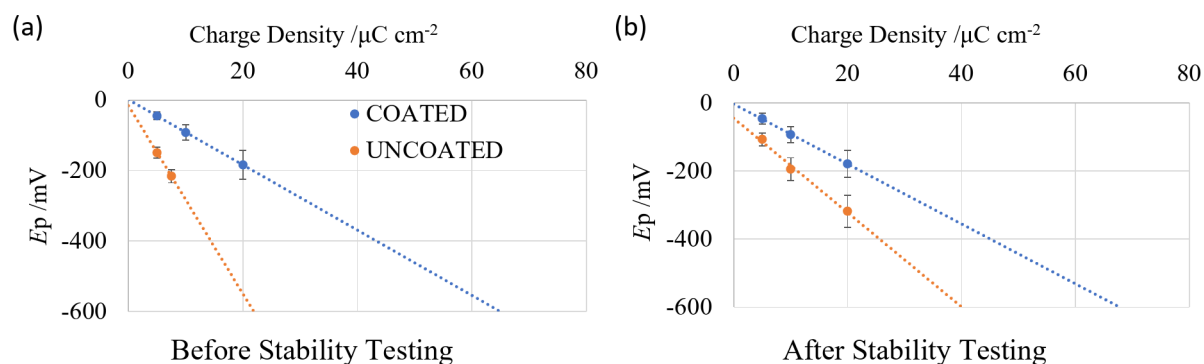 (a)
Charge Density /μC cm-2
0 20 40 60 80
0
-200
-400
-600
Ep /mV
COATED
UNCOATED
Before Stability Testing
(b)
Charge Density /μC cm-2
0 20 40 60 80
0
-200
-400
-600
Ep /mV
After Stability Testing